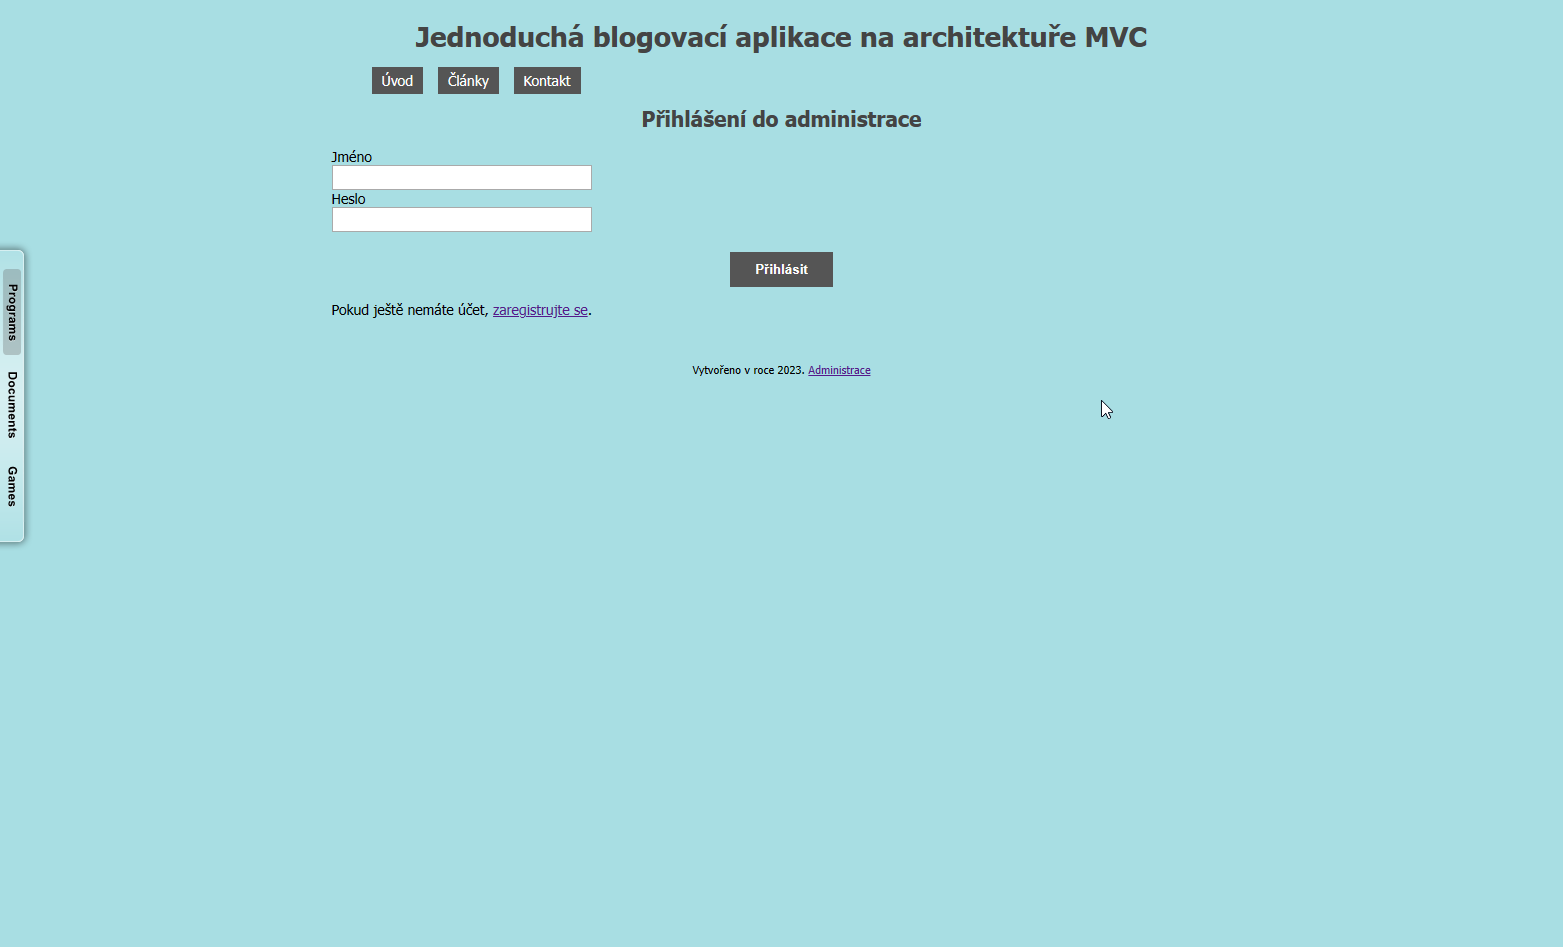 Jednoduchá blogovací aplikace na architektuře MVC
Úvod Články Kontakt
Přihlášení do administrace
Jméno
Heslo
Přihlásit
Pokud ještě nemáte účet, zaregistrujte se.
Vytvořeno v roce 2023. Administrace
Programs
Documents
Games